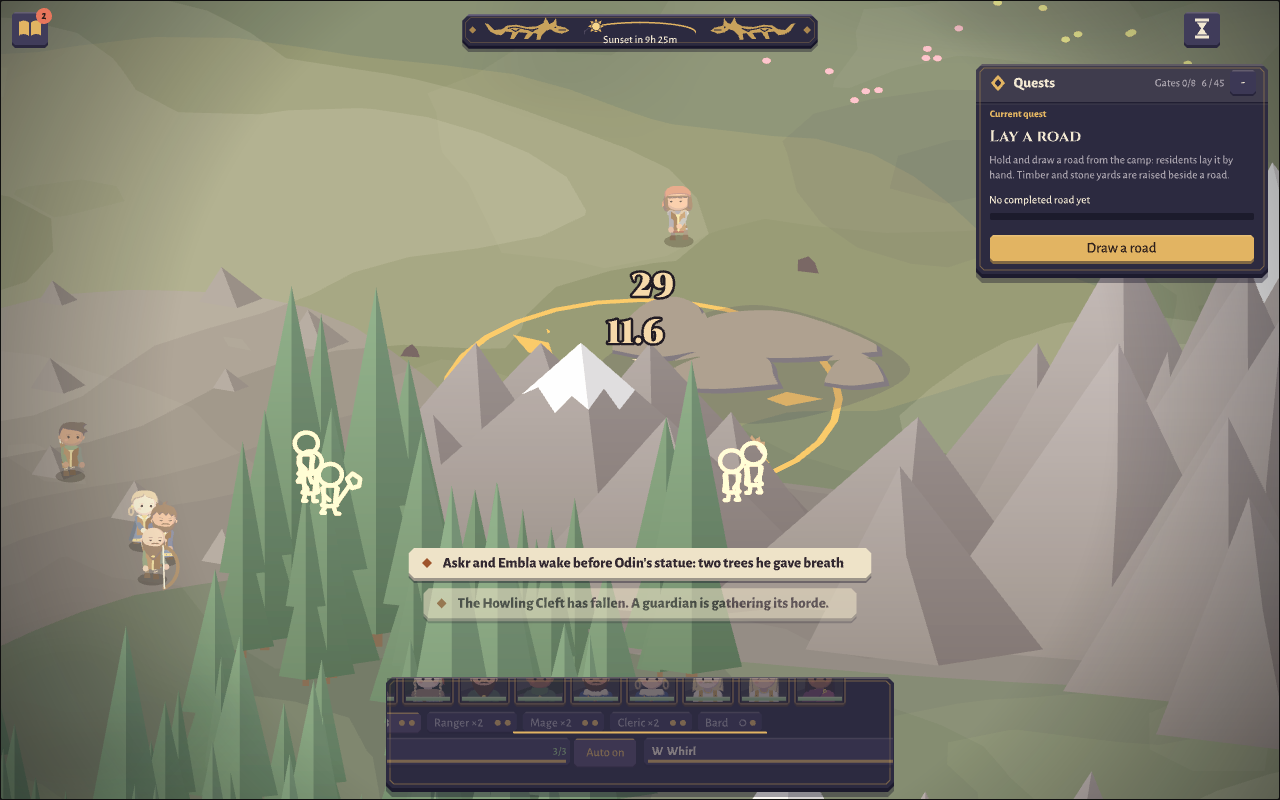 2
Sunset in 9h 25m
Quests
Gates 0/8 6/45
-
Current quest
LAY A ROAD
Hold and draw a road from the camp: residents lay it by
hand. Timber and stone yards are raised beside a road.
No completed road yet
Draw a road
29
11.6
Askr and Embla wake before Odin's statue: two trees he gave breath
The Howling Cleft has fallen. A guardian is gathering its horde.
Ranger ×2
Mage ×2
Cleric ×2
Bard
3/3
Auto on
W Whirl